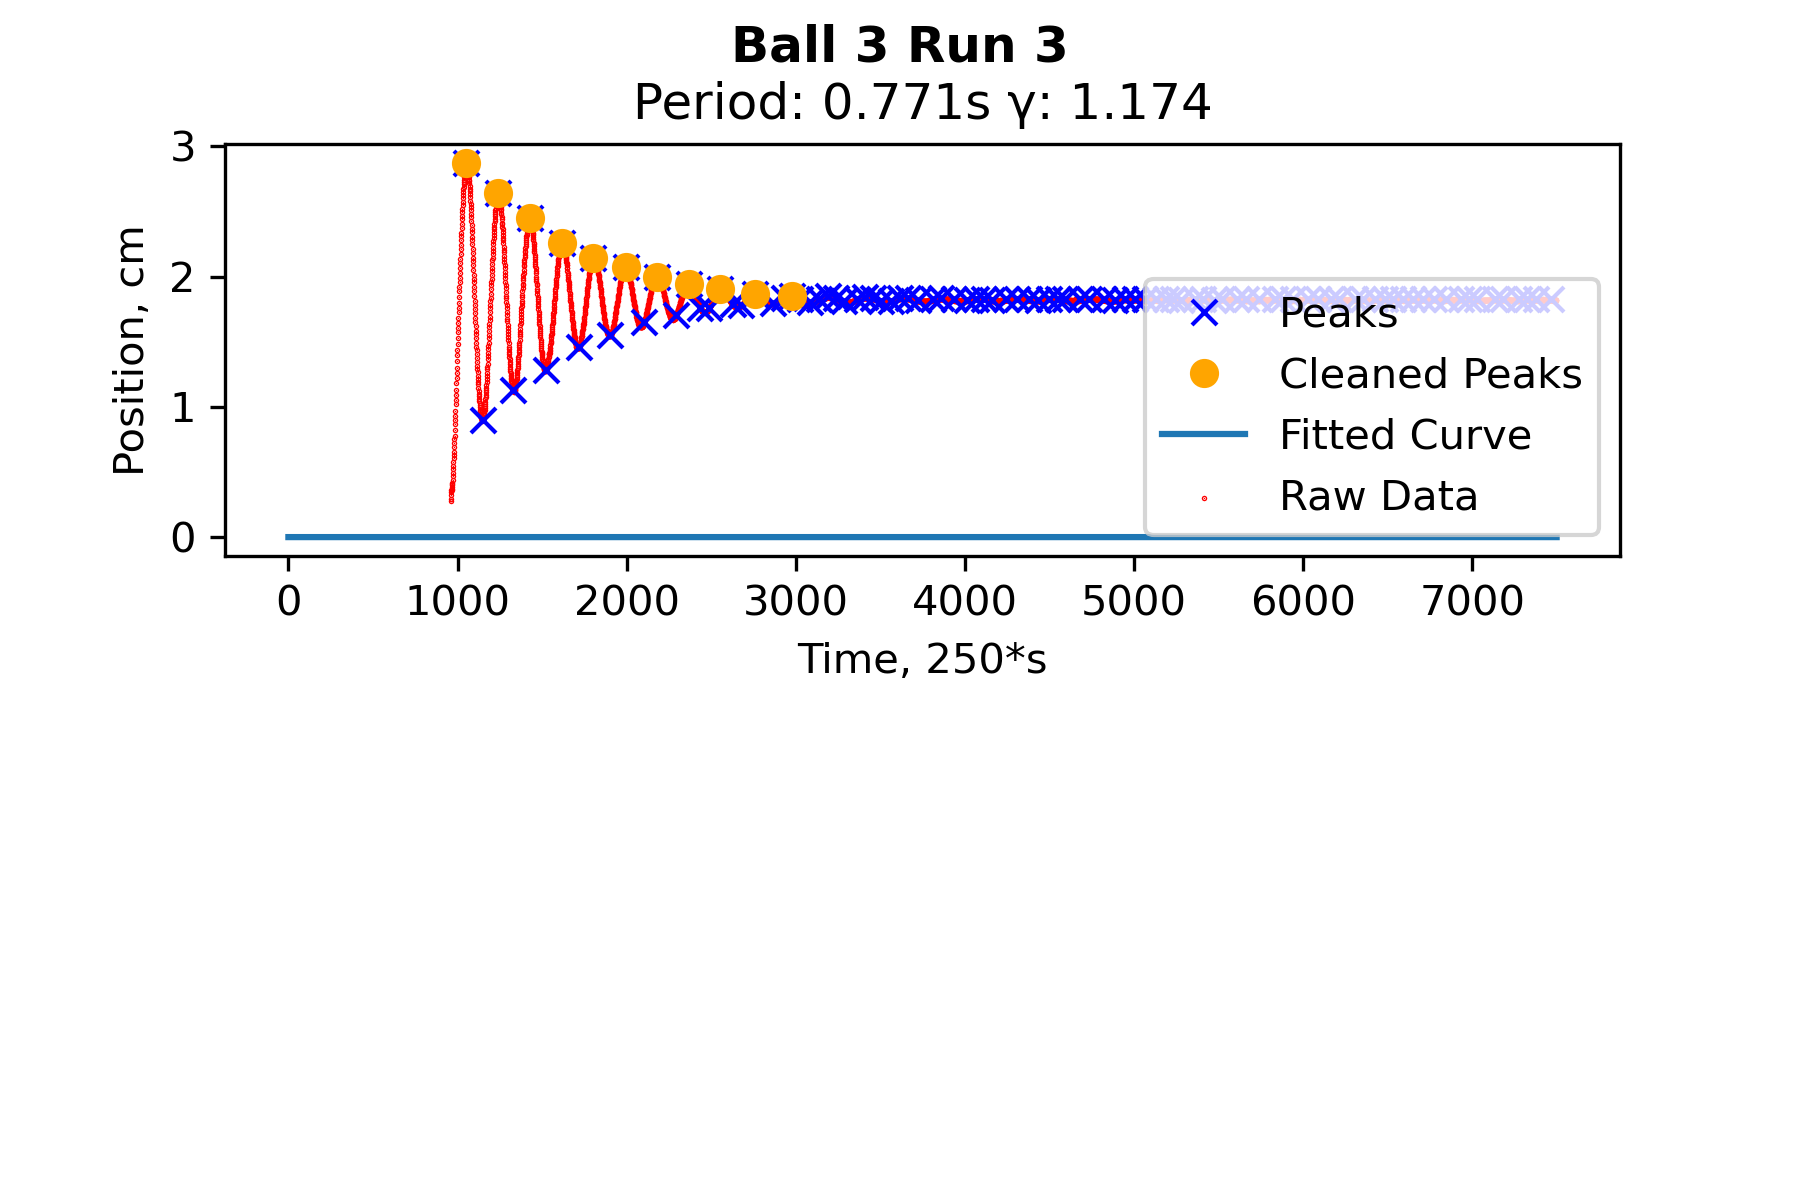 Ball 3 Run 3
Period: 0.771s γ: 1.174
3
2
1
0
Position, cm
Peaks
Cleaned Peaks
Fitted Curve
Raw Data
0 1000 2000 3000 4000 5000 6000 7000
Time, 250*s